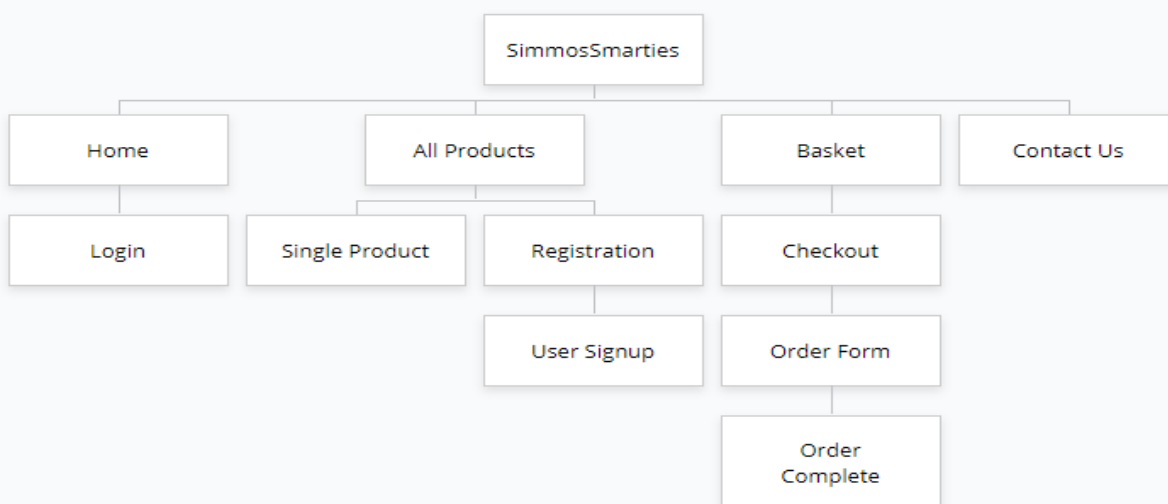 SimmosSmarties
Home
All Products
Basket
Contact Us
Login
Single Product
Registration
Checkout
User Signup
Order Form
Order
Complete